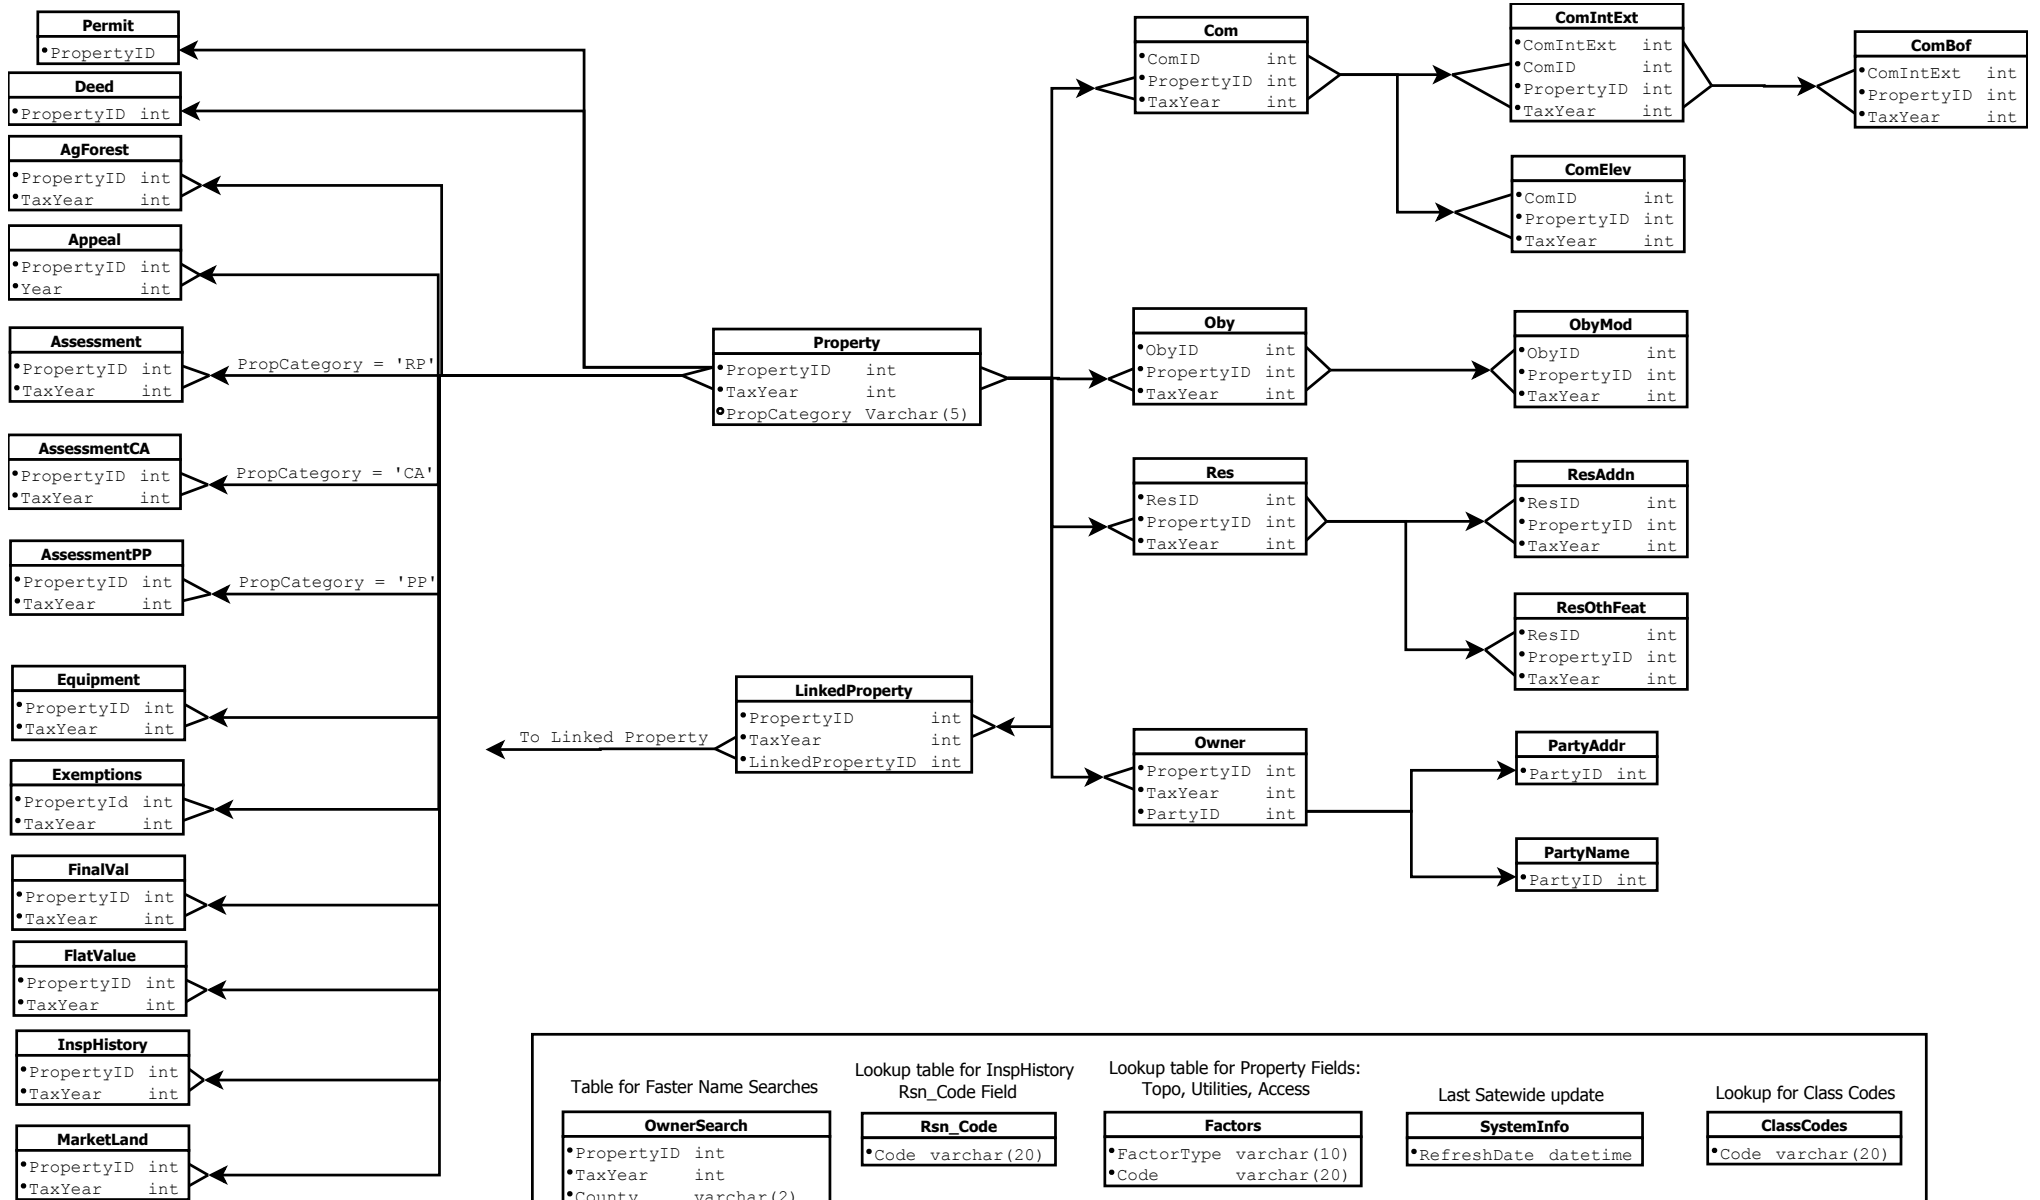 Permit
PropertyID
Deed
PropertyID int
AgForest
PropertyID int
TaxYear int
Appeal
PropertyID int
Year int
Assessment
PropertyID int
TaxYear int
PropCategory = 'RP'
AssessmentCA
PropertyID int
TaxYear int
PropCategory = 'CA'
AssessmentPP
PropertyID int
TaxYear int
PropCategory = 'PP'
Equipment
PropertyID int
TaxYear int
Exemptions
PropertyId int
TaxYear int
FinalVal
PropertyID int
TaxYear int
FlatValue
PropertyID int
TaxYear int
InspHistory
PropertyID int
TaxYear int
MarketLand
PropertyID int
TaxYear int
Property
PropertyID int
TaxYear int
PropCategory Varchar(5)
To Linked Property
LinkedProperty
PropertyID int
TaxYear int
LinkedPropertyID int
Com
ComID int
PropertyID int
TaxYear int
ComIntExt
ComIntExt int
ComID int
PropertyID int
TaxYear int
ComBof
ComIntExt int
PropertyID int
TaxYear int
ComElev
ComID int
PropertyID int
TaxYear int
Oby
ObyID int
PropertyID int
TaxYear int
ObyMod
ObyID int
PropertyID int
TaxYear int
Res
ResID int
PropertyID int
TaxYear int
ResAddn
ResID int
PropertyID int
TaxYear int
ResOthFeat
ResID int
PropertyID int
TaxYear int
Owner
PropertyID int
TaxYear int
PartyID int
PartyAddr
PartyID int
PartyName
PartyID int
Table for Faster Name Searches
OwnerSearch
PropertyID int
TaxYear int
County varchar(2)
Lookup table for InspHistory
Rsn_Code Field
Rsn_Code
Code varchar(20)
Lookup table for Property Fields:
Topo, Utilities, Access
Factors
FactorType varchar(10)
Code varchar(20)
Last Satewide update
SystemInfo
RefreshDate datetime
Lookup for Class Codes
ClassCodes
Code varchar(20)